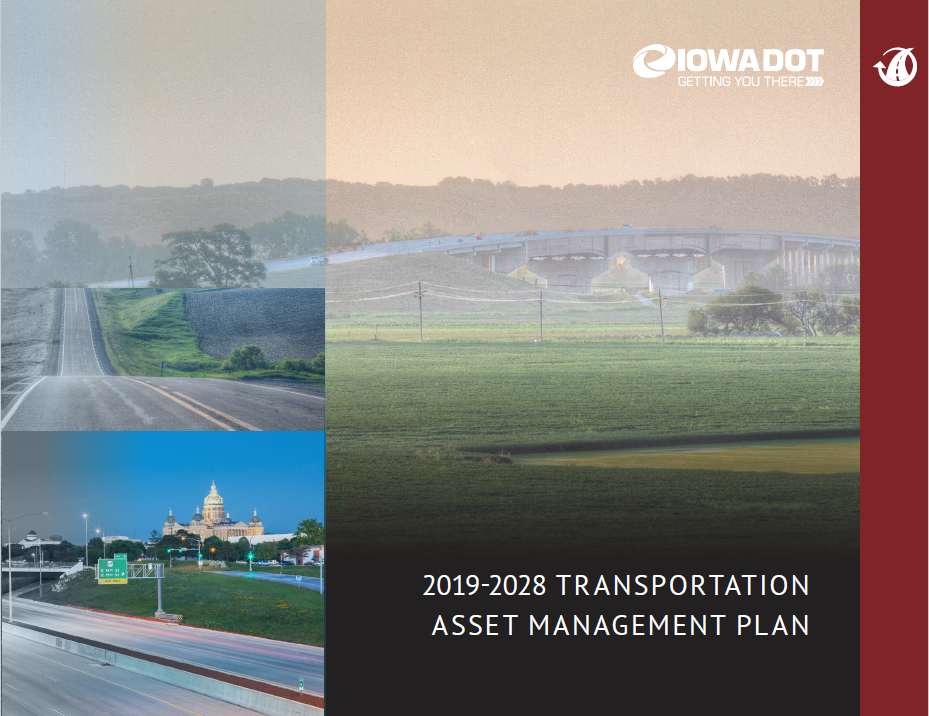 IOWADOT
GETTING YOU THERE
2019-2028 TRANSPORTATION
ASSET MANAGEMENT PLAN